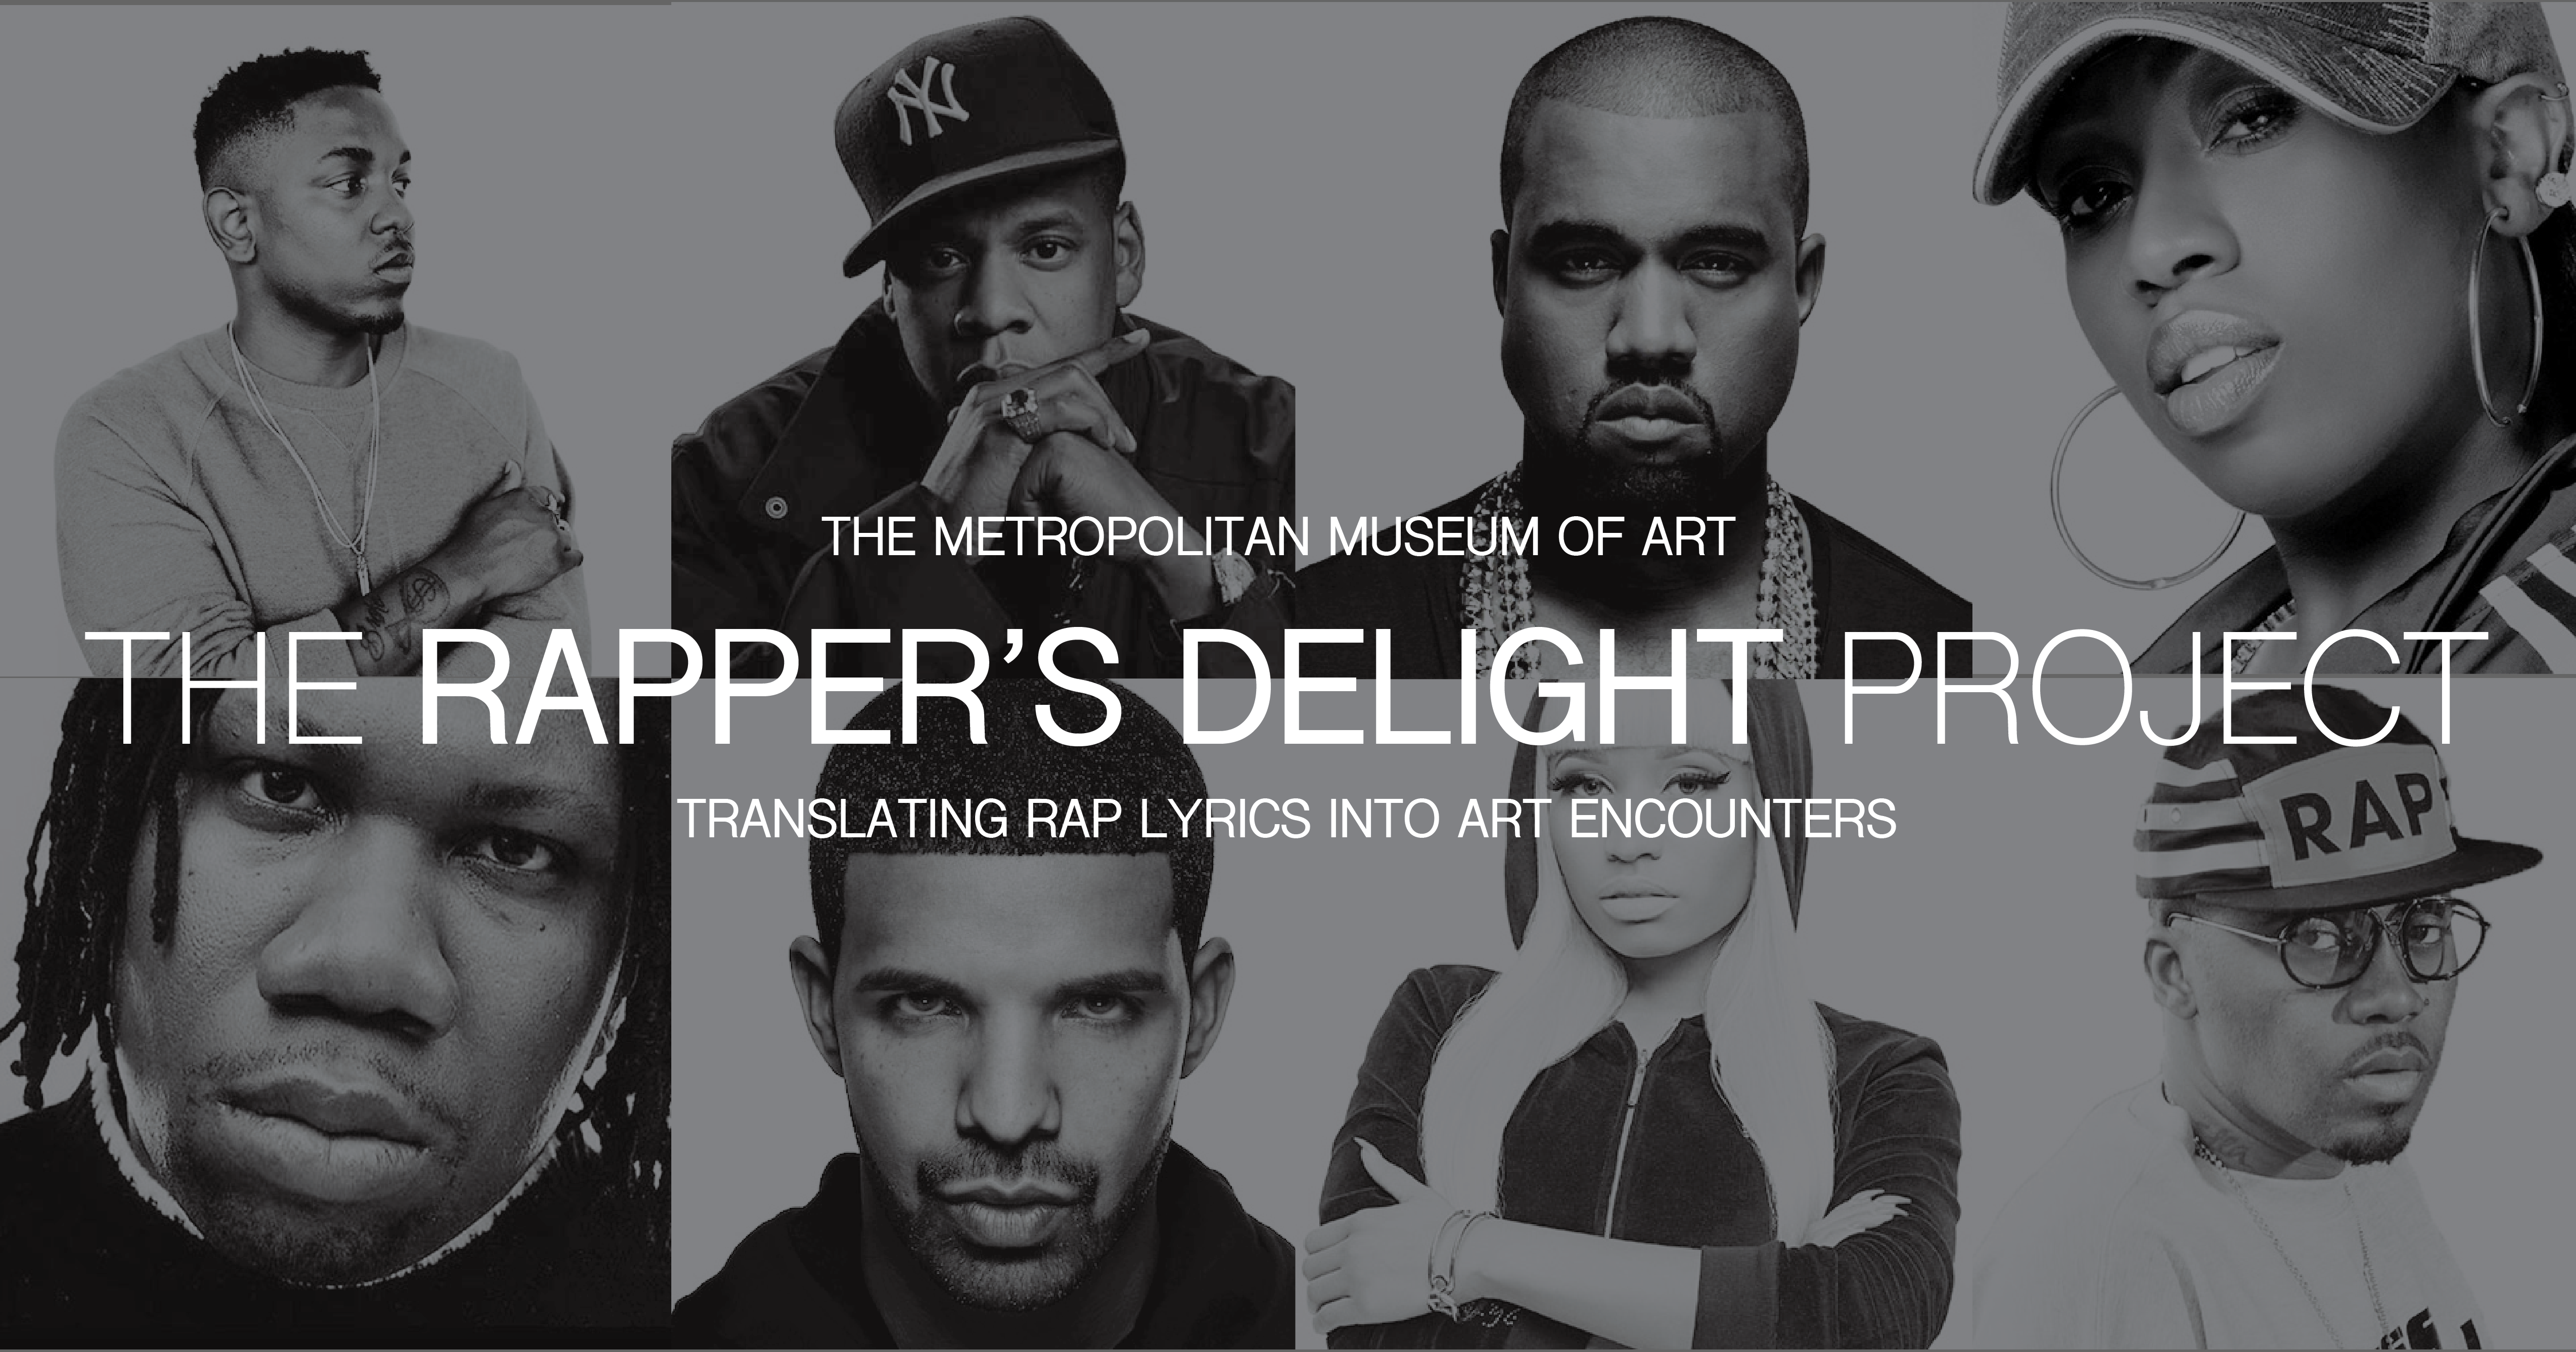 NY
THE METROPOLITAN MUSEUM OF ART
THE RAPPER’S DELIGHT PROJECT
TRANSLATING RAP LYRICS INTO ART ENCOUNTERS
RAP